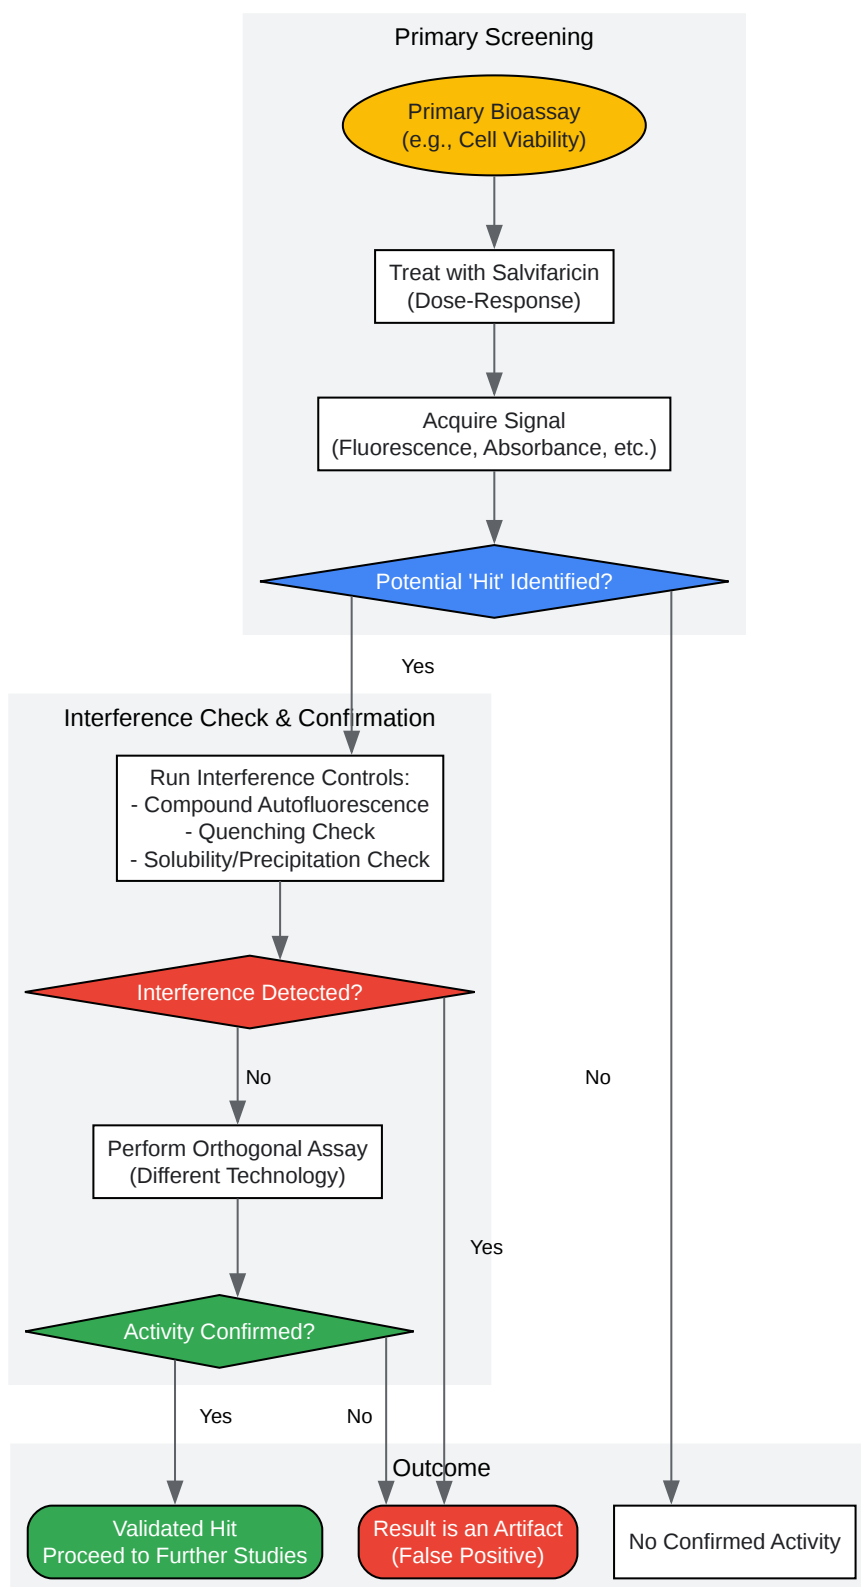 Primary Screening
Primary Bioassay
(e.g., Cell Viability)
Treat with Salvifaricin
(Dose-Response)
Acquire Signal
(Fluorescence, Absorbance, etc.)
Potential 'Hit' Identified?
Yes
Interference Check & Confirmation
Run Interference Controls:
- Compound Autofluorescence
- Quenching Check
- Solubility/Precipitation Check
Interference Detected?
No
No
Perform Orthogonal Assay
(Different Technology)
Yes
Activity Confirmed?
Yes
No
Outcome
Validated Hit
Proceed to Further Studies
Result is an Artifact
(False Positive)
No Confirmed Activity